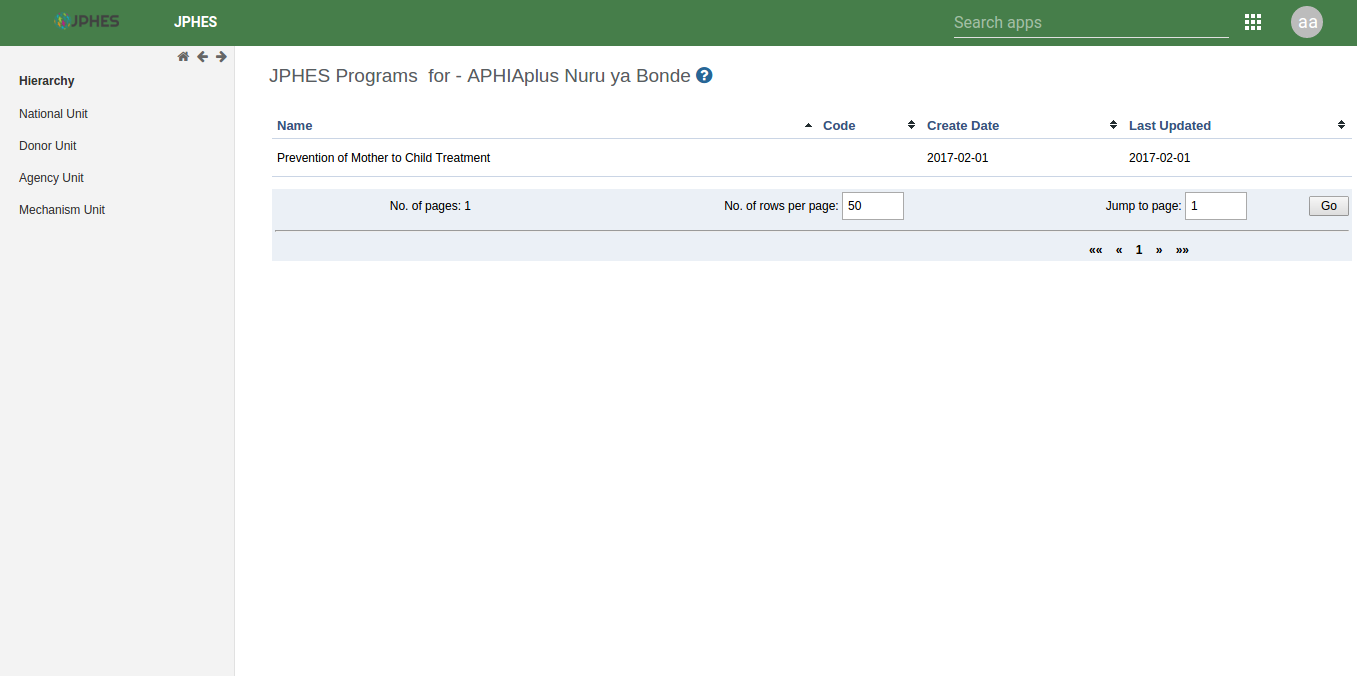 JPHES JPHES Search apps aa
Hierarchy
National Unit
Donor Unit
Agency Unit
Mechanism Unit
JPHES Programs for - APHIAplus Nuru ya Bonde ?
Name Code Create Date Last Updated
Prevention of Mother to Child Treatment 2017-02-01 2017-02-01
No. of pages: 1 No. of rows per page: 50 Jump to page: 1 Go
«« « 1 » »»